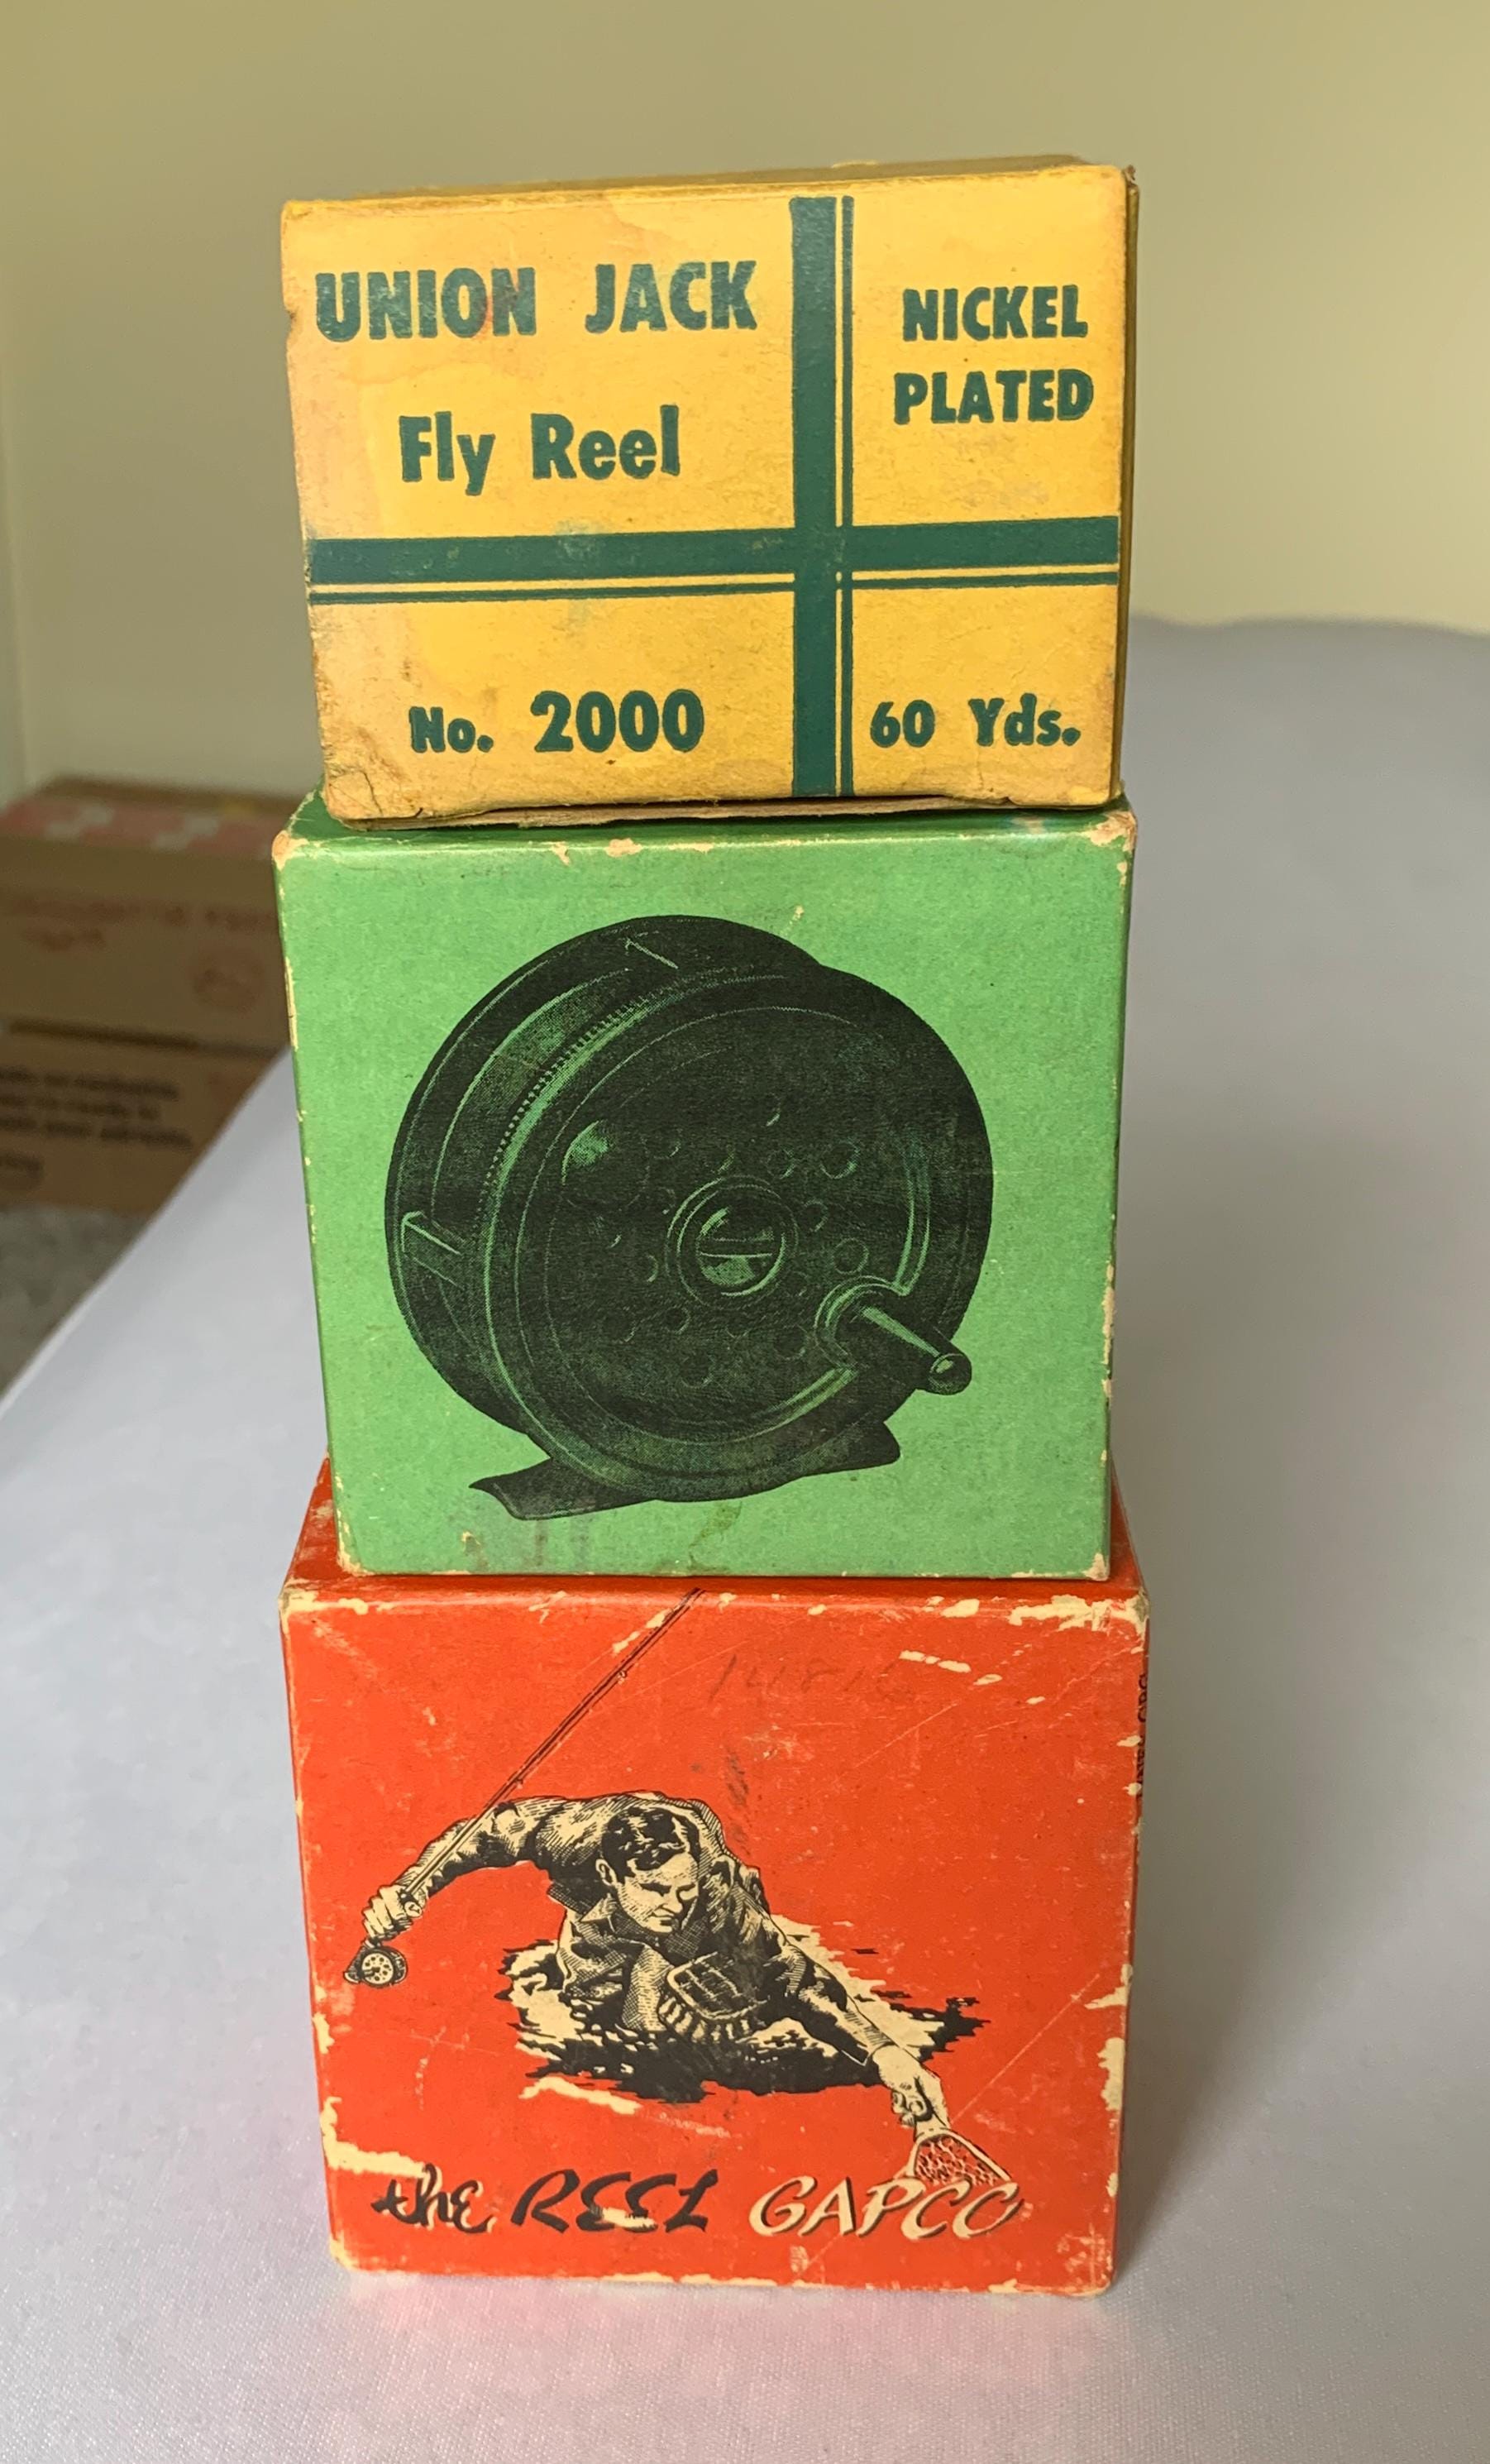 UNION JACK
Fly Reel
NICKEL
PLATED
No. 2000
60 Yds.
the REEL GAPCO